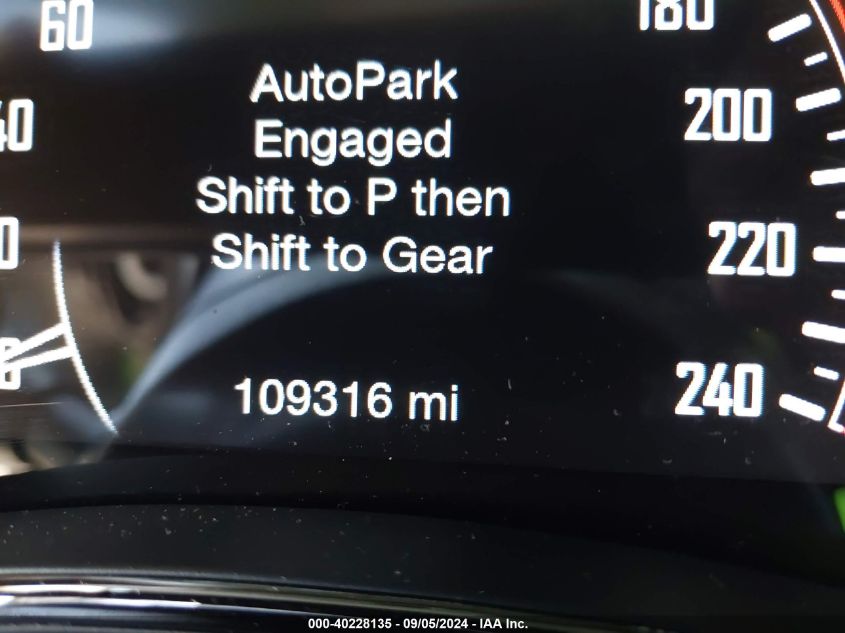 60
180
AutoPark
200
Engaged
Shift to P then
220
Shift to Gear
240
109316 mi
000-40228135 - 09/05/2024 - IAA Inc.